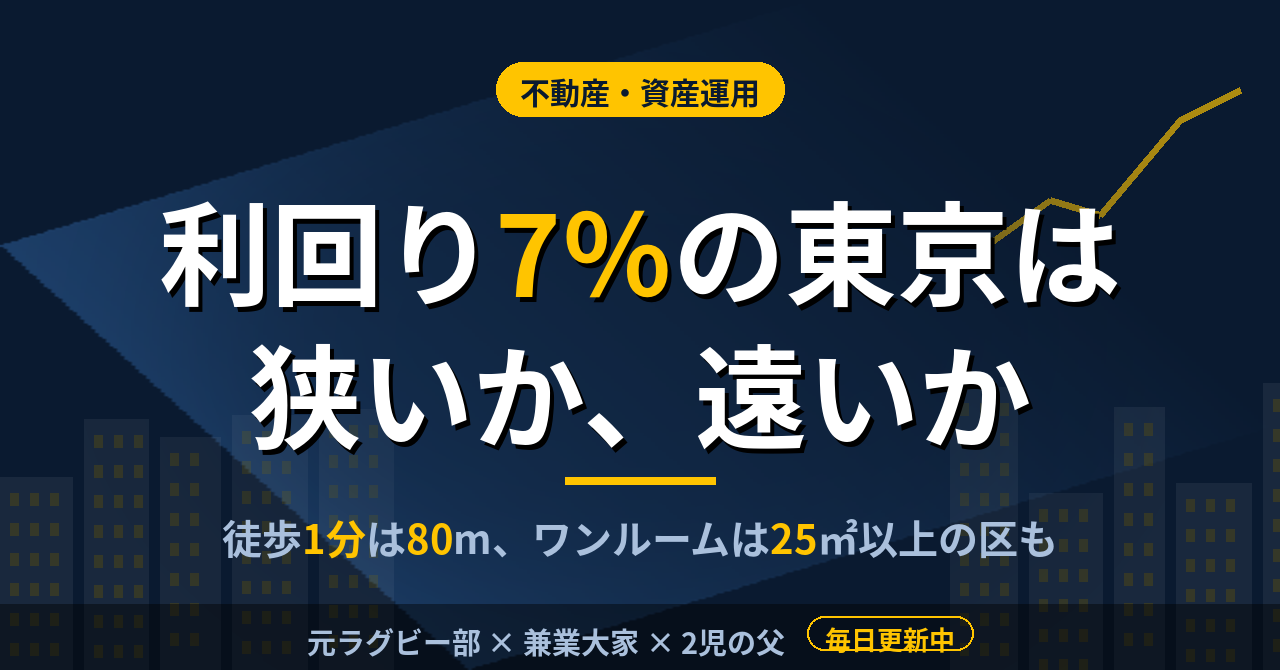 不動産・資産運用
利回り7%の東京は
狭いか、遠いか
徒歩1分は80m、ワンルームは25㎡以上の区も
元ラグビー部 × 兼業大家 × 2児の父 毎日更新中